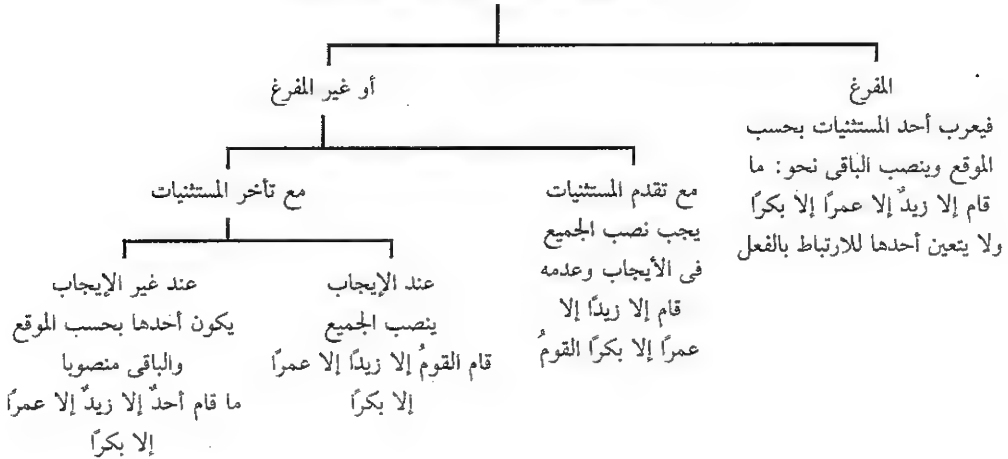 المفرغ
فيعرب أحد المستثنيات بحسب
الموقع وينصب الباقى نحو: ما
قام إلا زيدٌ إلا عمرًا إلا بكرًا
ولا يتعين أحدها للارتباط بالفعل
أو غير المفرغ
مع تقدم المستثنيات
يجب نصب الجميع
فى الأيجاب وعدمه
قام إلا زيدًا إلا
عمرًا إلا بكرًا القومُ
مع تأخر المستثنيات
عند الإيجاب
ينصب الجميع
قام القومُ إلا زيدًا إلا عمرًا
إلا بكرًا
عند غير الإيجاب
يكون أحدها بحسب الموقع
والباقى منصوبا
ما قام أحدٌ إلا زيدٌ إلا عمرًا
إلا بكرًا